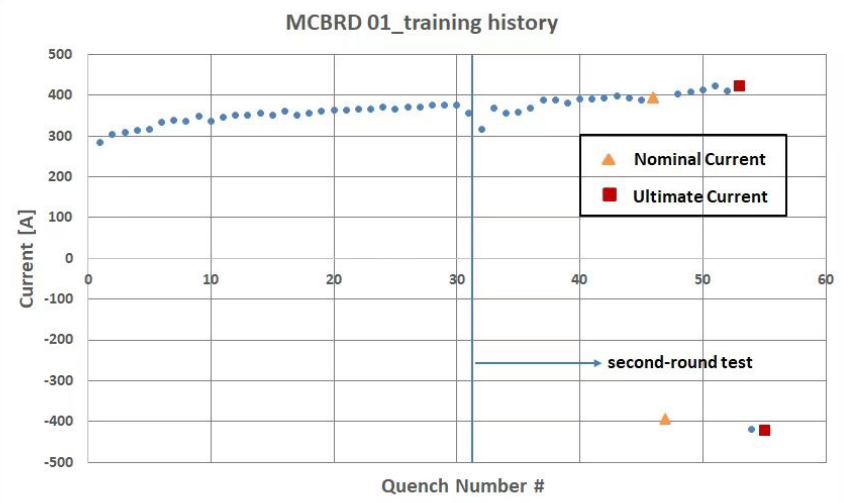 MCBRD 01_training history
500
400
300
200
100
0
-100
-200
-300
-400
-500
Current [A]
0 10 20 30 40 50 60
Nominal Current
Ultimate Current
second-round test
Quench Number #